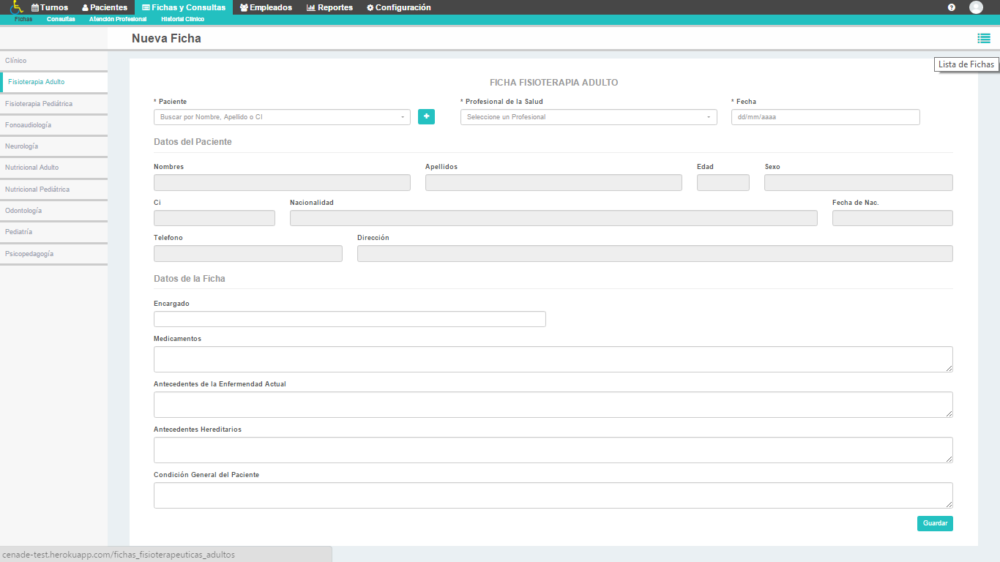 Turnos Pacientes Fichas y Consultas Empleados Reportes Configuración ?
Fichas Consultas Atención Profesional Historial Clínico
Nueva Ficha
Lista de Fichas
Clínico
Fisioterapia Adulto
Fisioterapia Pediátrica
Fonoaudiología
Neurología
Nutricional Adulto
Nutricional Pediátrica
Odontología
Pediatría
Psicopedagogía
FICHA FISIOTERAPIA ADULTO
* Paciente * Profesional de la Salud * Fecha
Buscar por Nombre, Apellido o CI + Seleccione un Profesional dd/mm/aaaa
Datos del Paciente
Nombres Apellidos Edad Sexo
Ci Nacionalidad Fecha de Nac.
Telefono Dirección
Datos de la Ficha
Encargado
Medicamentos
Antecedentes de la Enfermendad Actual
Antecedentes Hereditarios
Condición General del Paciente
Guardar
cenade-test.herokuapp.com/fichas_fisioterapeuticas_adultos